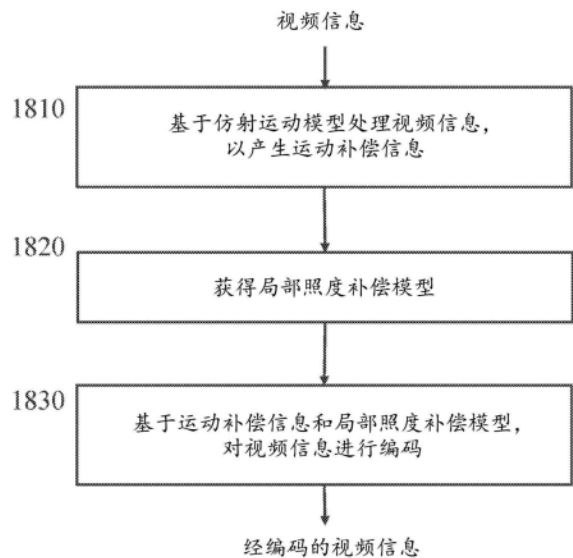 视频信息
1810
基于仿射运动模型处理视频信息,
以产生运动补偿信息
1820
获得局部照度补偿模型
1830
基于运动补偿信息和局部照度补偿模型,
对视频信息进行编码
经编码的视频信息